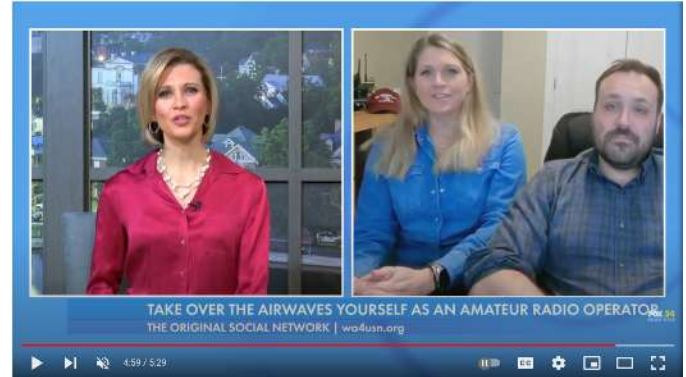 TAKE OVER THE AIRWAVES YOURSELF AS AN AMATEUR RADIO OPERATOR
THE ORIGINAL SOCIAL NETWORK | wa4usn.org
4:59 / 5:29
CC